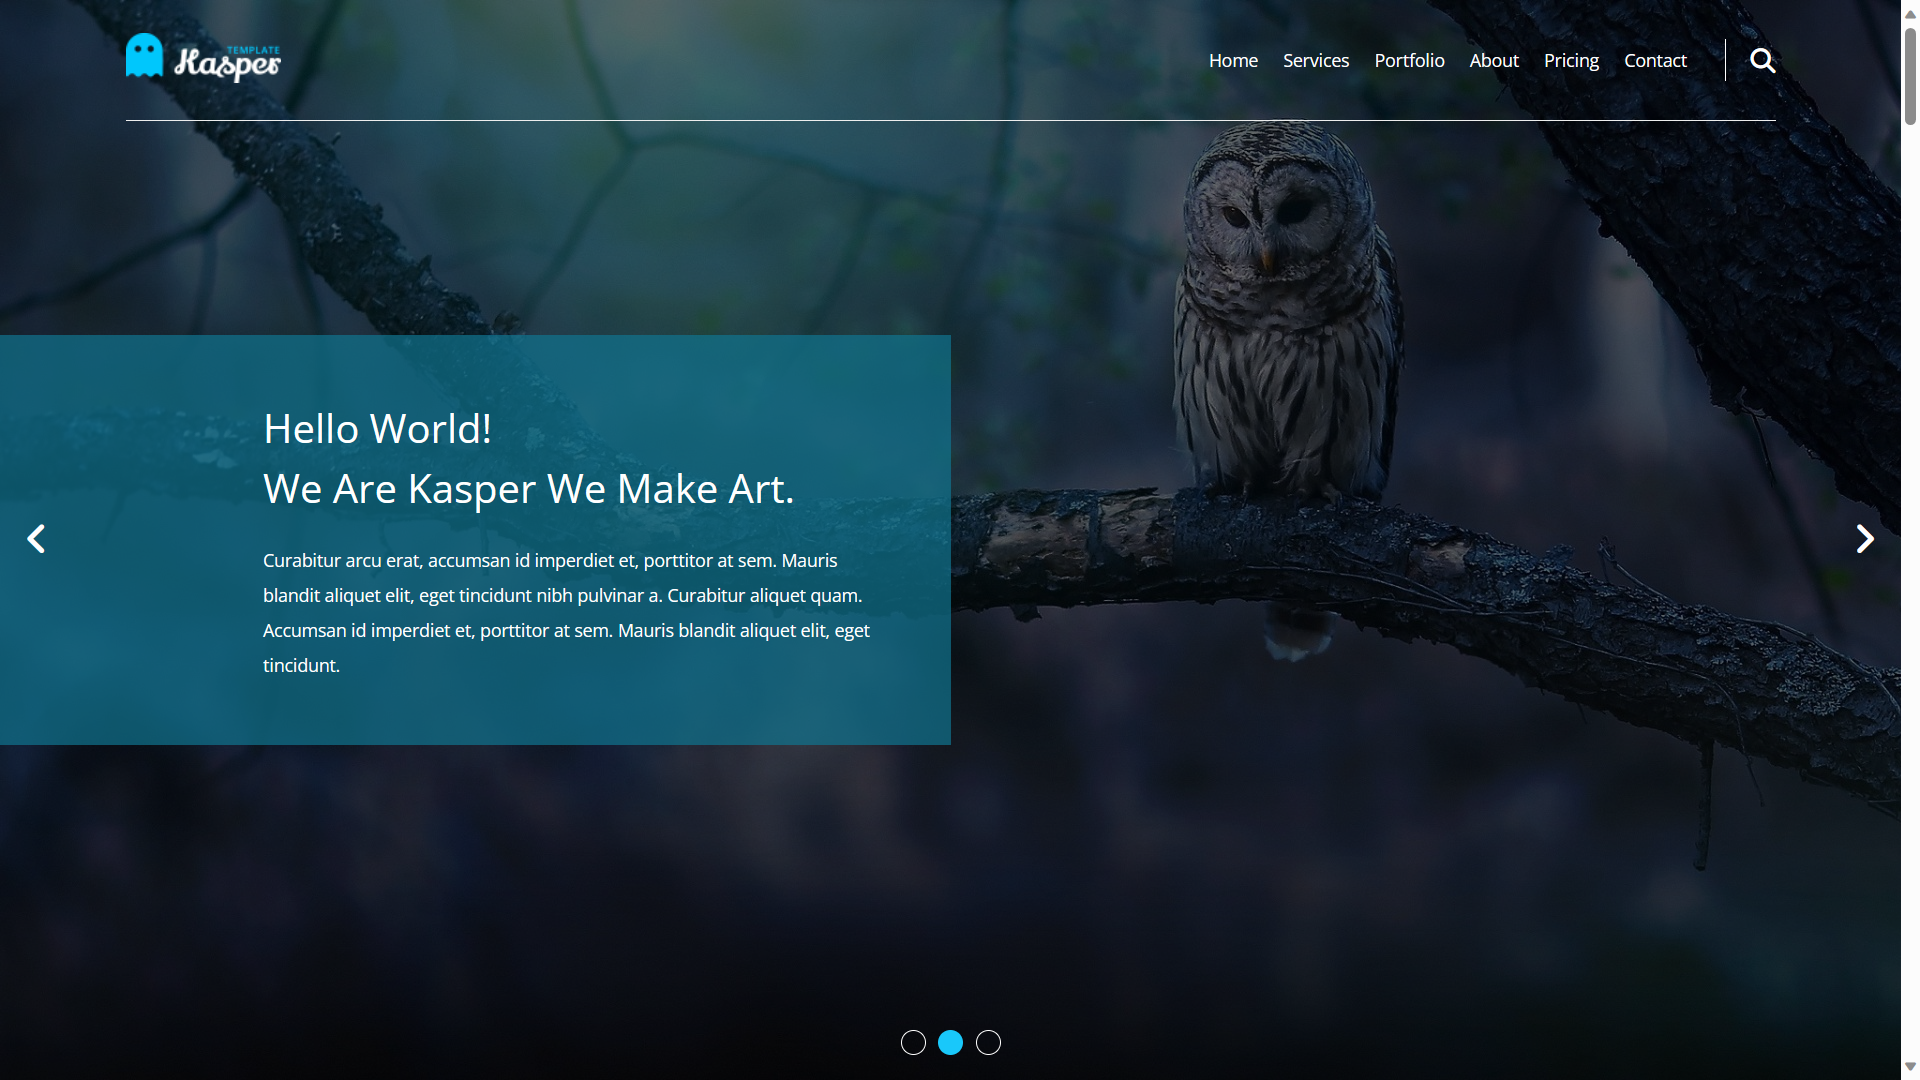 TEMPLATE
Kasper
Home
Services
Portfolio
About
Pricing
Contact
Hello World!
We Are Kasper We Make Art.
Curabitur arcu erat, accumsan id imperdiet et, porttitor at sem. Mauris
blandit aliquet elit, eget tincidunt nibh pulvinar a. Curabitur aliquet quam.
Accumsan id imperdiet et, porttitor at sem. Mauris blandit aliquet elit, eget
tincidunt.